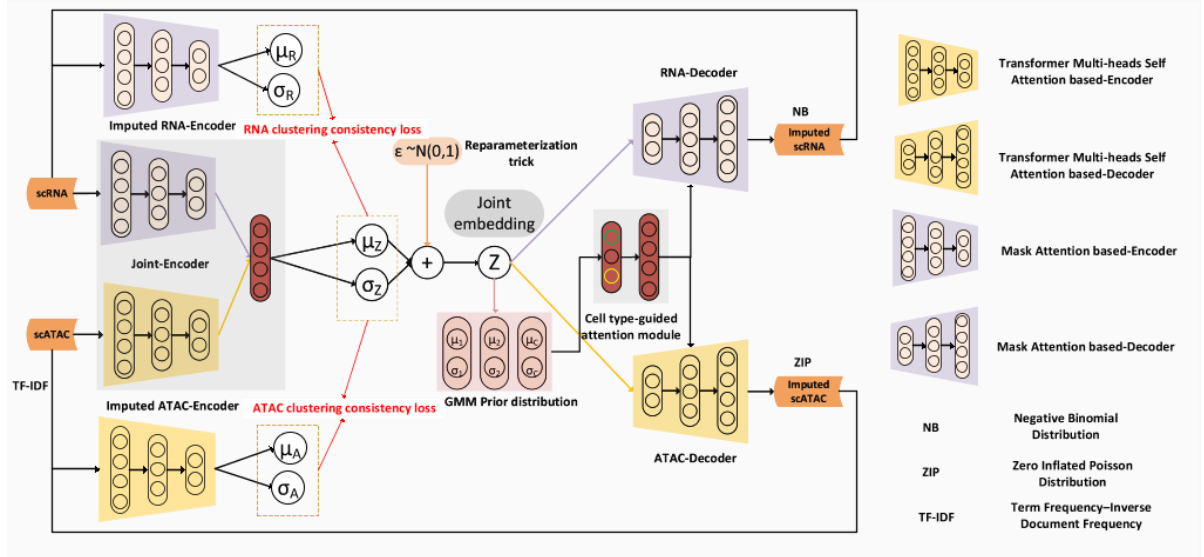 μR
σR
Imputed RNA-Encoder
RNA clustering consistency loss
scRNA
Joint-Encoder
scATAC
TF-IDF
Imputed ATAC-Encoder
ATAC clustering consistency loss
μA
σA
μZ
σZ
ε ~N(0,1)
Reparameterization
trick
+
Joint
embedding
Z
μ1
μ2
μC
σ1
σ2
σC
GMM Prior distribution
Cell type-guided
attention module
RNA-Decoder
NB
Imputed
scRNA
ZIP
Imputed
scATAC
ATAC-Decoder
Transformer Multi-heads Self
Attention based-Encoder
Transformer Multi-heads Self
Attention based-Decoder
Mask Attention based-Encoder
Mask Attention based-Decoder
NB
Negative Binomial
Distribution
ZIP
Zero Inflated Poisson
Distribution
TF-IDF
Term Frequency–Inverse
Document Frequency